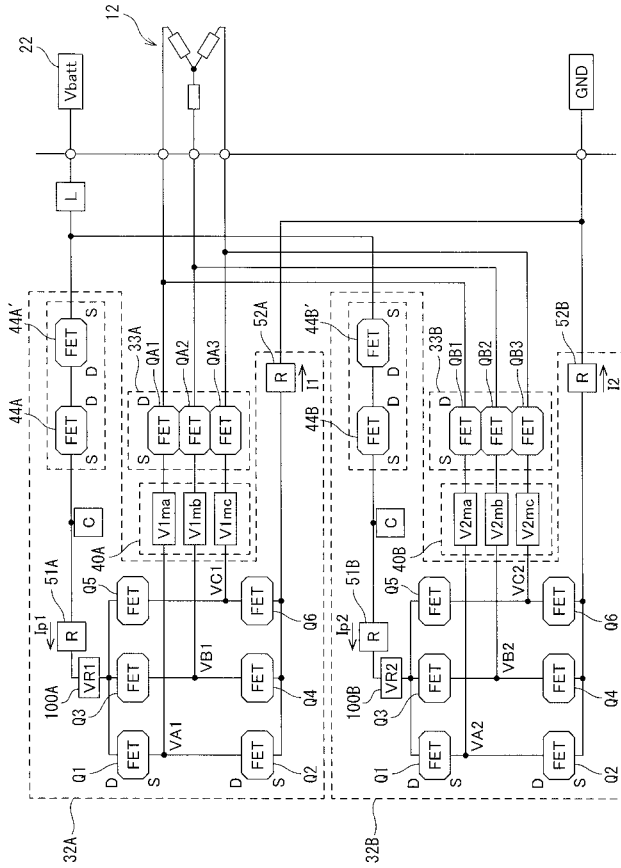 12
22
Vbatt
GND
L
44A'
FET
S
D
44A
FET
D
S
33A
QA1
QA2
QA3
D
FET
FET
FET
S
52A
R
I1
C
40A
V1ma
V1mb
V1mc
51A
R
Ip1
100A
VR1
Q5
FET
Q3
FET
Q1
FET
D
S
VC1
VB1
VA1
Q6
FET
Q4
FET
Q2
FET
D
S
32A
44B'
FET
S
D
44B
FET
D
S
33B
QB1
QB2
QB3
D
FET
FET
FET
S
52B
R
I2
C
40B
V2ma
V2mb
V2mc
51B
R
Ip2
100B
VR2
Q5
FET
Q3
FET
Q1
FET
D
S
VC2
VB2
VA2
Q6
FET
Q4
FET
Q2
FET
D
S
32B